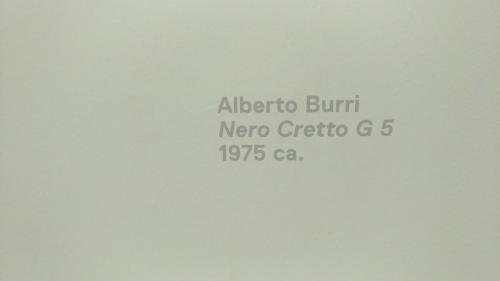 Alberto Burri
Nero Cretto G 5
1975 ca.